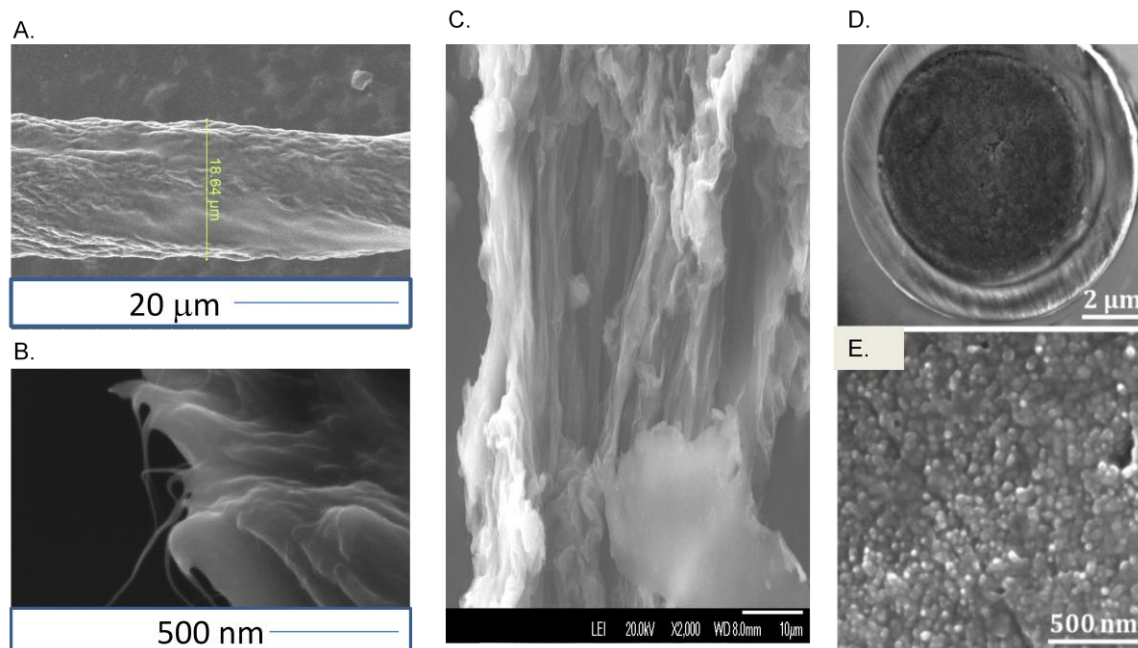 A.
18.64 µm
20 µm
B.
500 nm
C.
LEI 20.0kV X2,000 WD 8.0mm 10µm
D.
2 µm
E.
500 nm